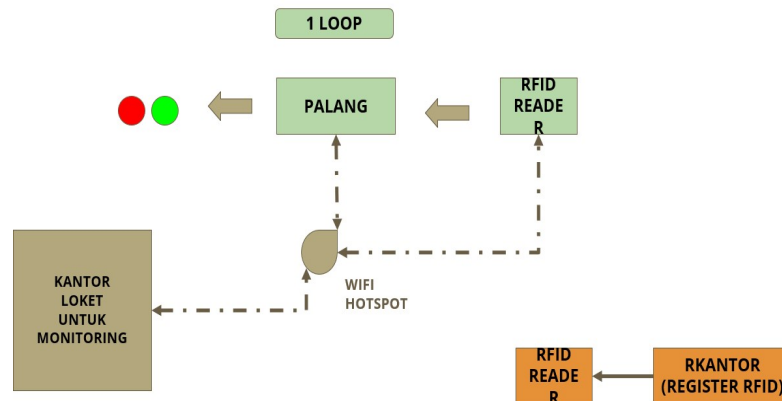 1 LOOP
PALANG
RFID
READE
R
KANTOR
LOKET
UNTUK
MONITORING
WIFI
HOTSPOT
RFID
READE
R
RKANTOR
(REGISTER RFID)